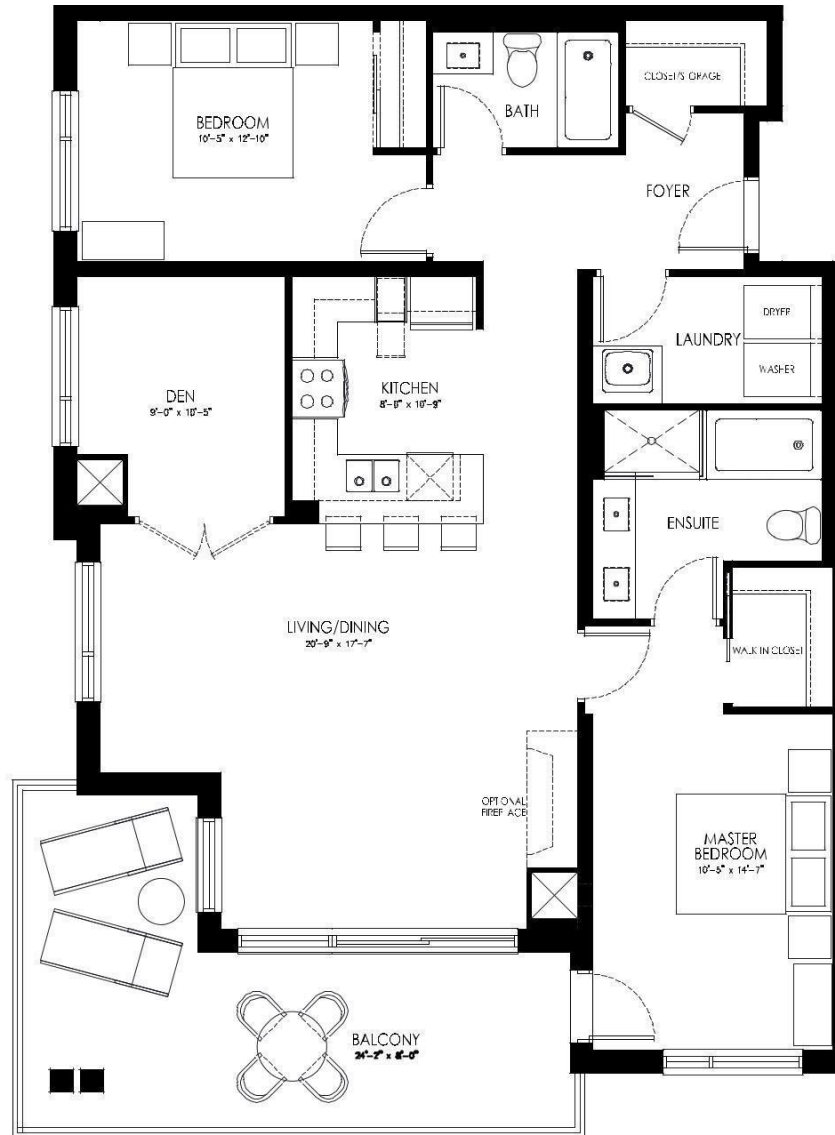 CLOSET/STORAGE
BATH
BEDROOM
10'-5" x 12'-10"
FOYER
DRYER
LAUNDRY
WASHER
KITCHEN
8'-0" x 10'-9"
DEN
9'-0" x 10'-5"
ENSUITE
LIVING/DINING
20'-9" x 17'-7"
WALK IN CLOSET
OPTIONAL
FIREPLACE
MASTER
BEDROOM
10'-5" x 14'-7"
BALCONY
24'-2" x 8'-0"